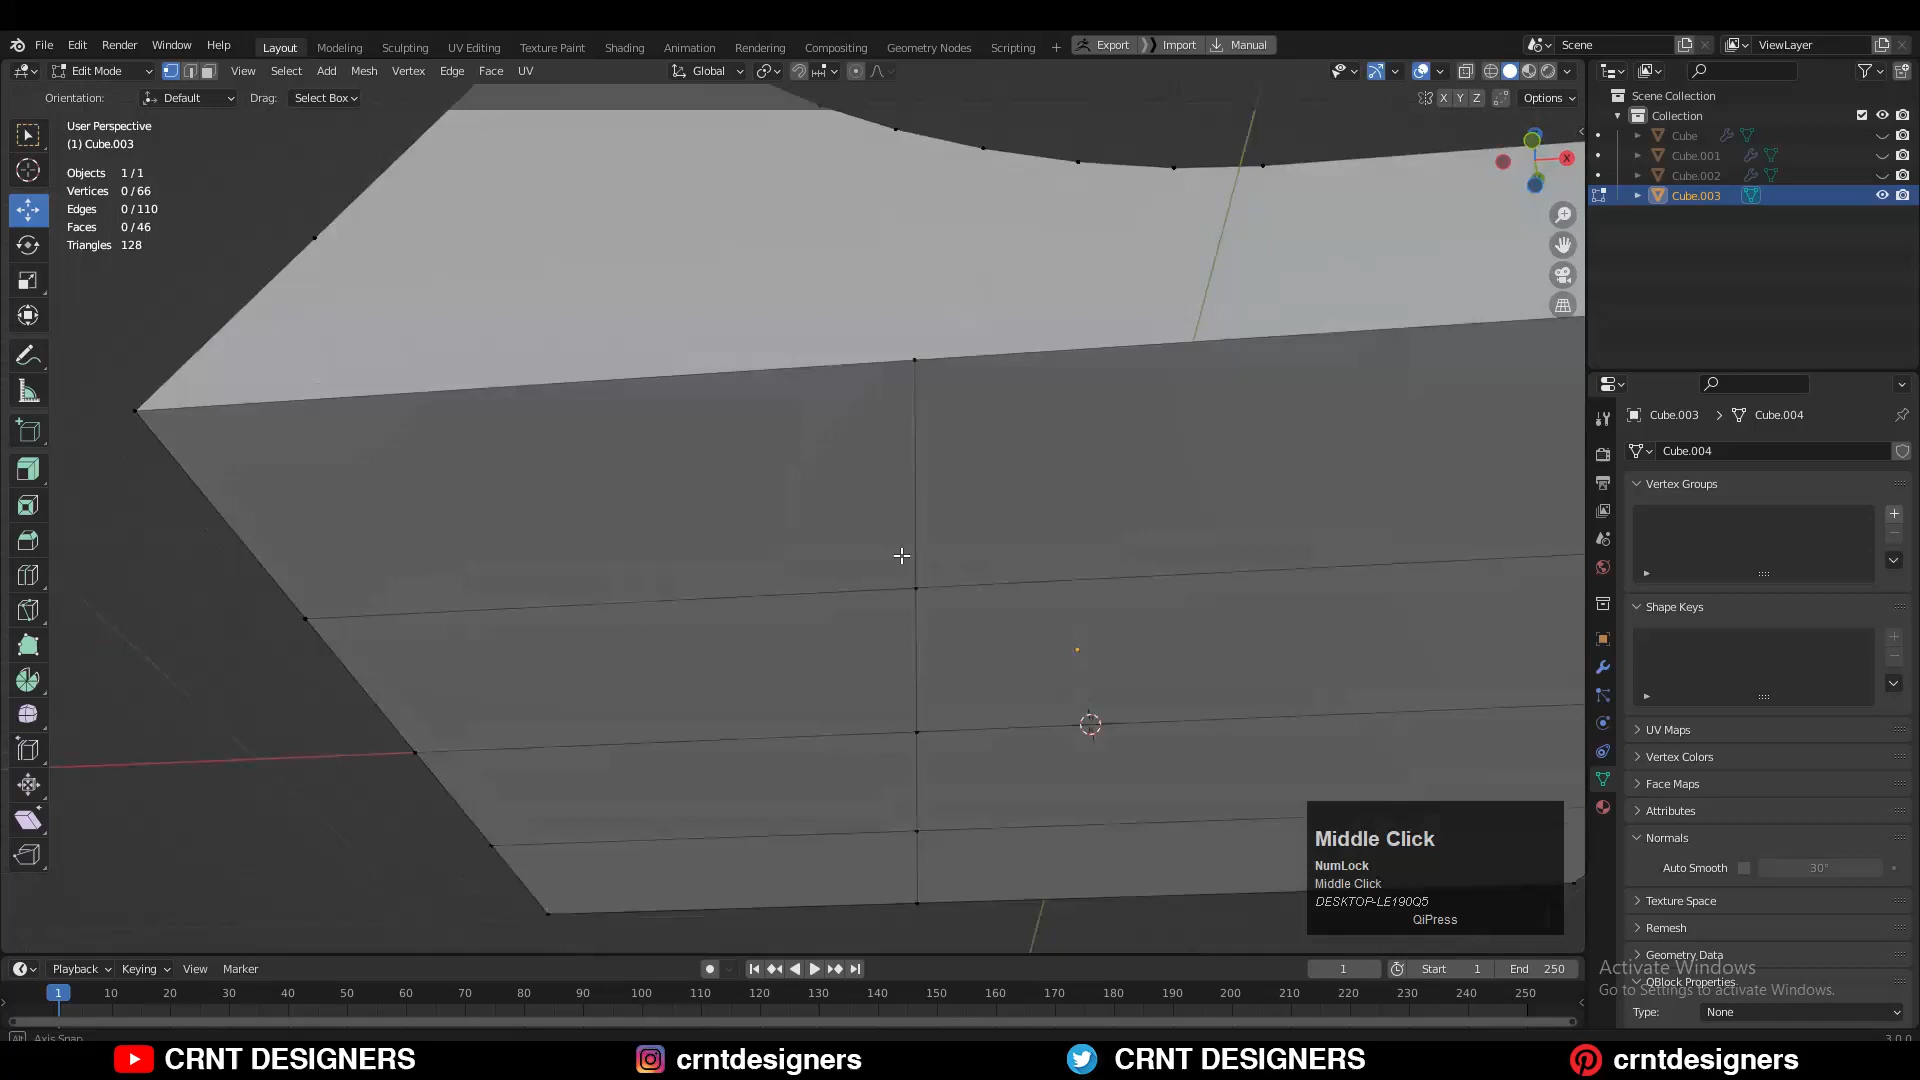 File Edit Render Window Help Layout Modeling Sculpting UV Editing Texture Paint Shading Animation Rendering Compositing Geometry Nodes Scripting + Export Import Manual Scene ViewLayer
Edit Mode View Select Add Mesh Vertex Edge Face UV Global
Orientation: Default Drag: Select Box X Y Z Options
User Perspective
(1) Cube.003
Objects 1/1
Vertices 0/66
Edges 0/110
Faces 0/46
Triangles 128
X
Scene Collection
Collection
Cube
Cube.001
Cube.002
Cube.003
Cube.003 > Cube.004
Cube.004
Vertex Groups
Shape Keys
UV Maps
Vertex Colors
Face Maps
Attributes
Normals
Auto Smooth 30°
Texture Space
Remesh
Geometry Data
QBlock Properties
Type: None
Activate Windows
Go to Settings to activate Windows.
Middle Click
NumLock
Middle Click
DESKTOP-LE190Q5
QiPress
Playback Keying View Marker 1 Start 1 End 250
1 10 20 30 40 50 60 70 80 90 100 110 120 130 140 150 160 170 180 190 200 210 220 230 240 250
Alt Axis Snap 3.0.0
CRNT DESIGNERS crntdesigners CRNT DESIGNERS crntdesigners